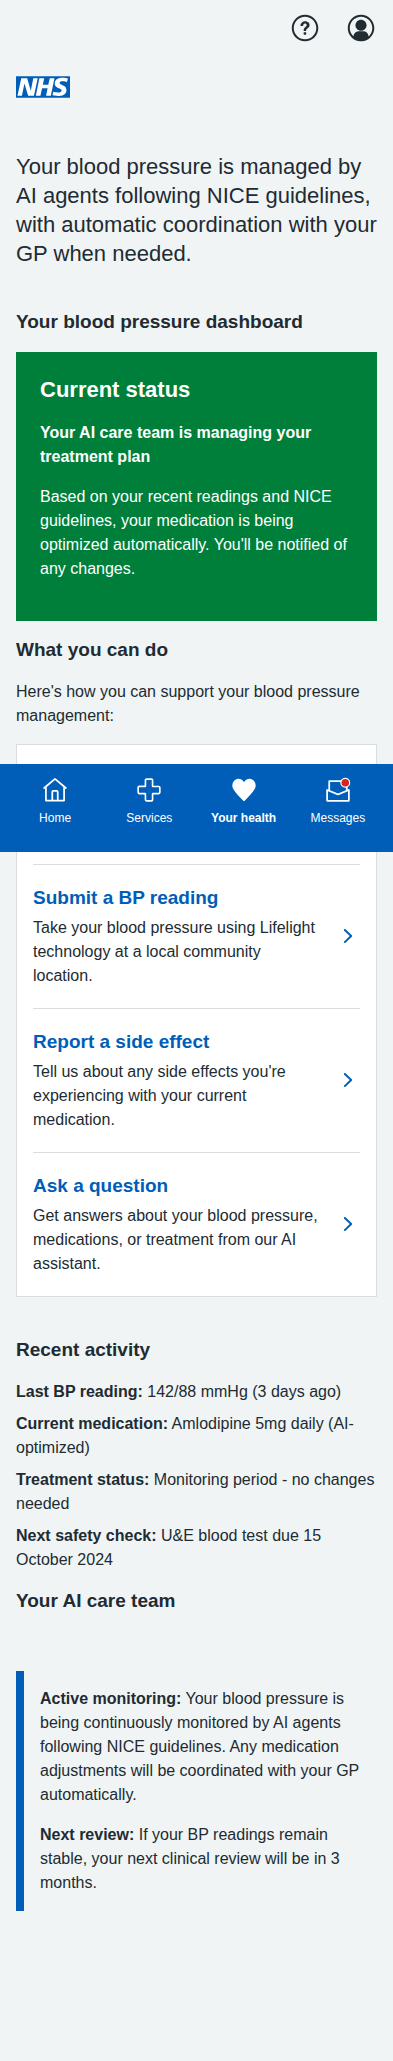 NHS
Your blood pressure is managed by
AI agents following NICE guidelines,
with automatic coordination with your
GP when needed.
Your blood pressure dashboard
Current status
Your AI care team is managing your
treatment plan
Based on your recent readings and NICE
guidelines, your medication is being
optimized automatically. You'll be notified of
any changes.
What you can do
Here's how you can support your blood pressure
management:
Home
Services
Your health
Messages
Submit a BP reading
Take your blood pressure using Lifelight
technology at a local community
location.
Report a side effect
Tell us about any side effects you're
experiencing with your current
medication.
Ask a question
Get answers about your blood pressure,
medications, or treatment from our AI
assistant.
Recent activity
Last BP reading: 142/88 mmHg (3 days ago)
Current medication: Amlodipine 5mg daily (AI-
optimized)
Treatment status: Monitoring period - no changes
needed
Next safety check: U&E blood test due 15
October 2024
Your AI care team
Active monitoring: Your blood pressure is
being continuously monitored by AI agents
following NICE guidelines. Any medication
adjustments will be coordinated with your GP
automatically.
Next review: If your BP readings remain
stable, your next clinical review will be in 3
months.